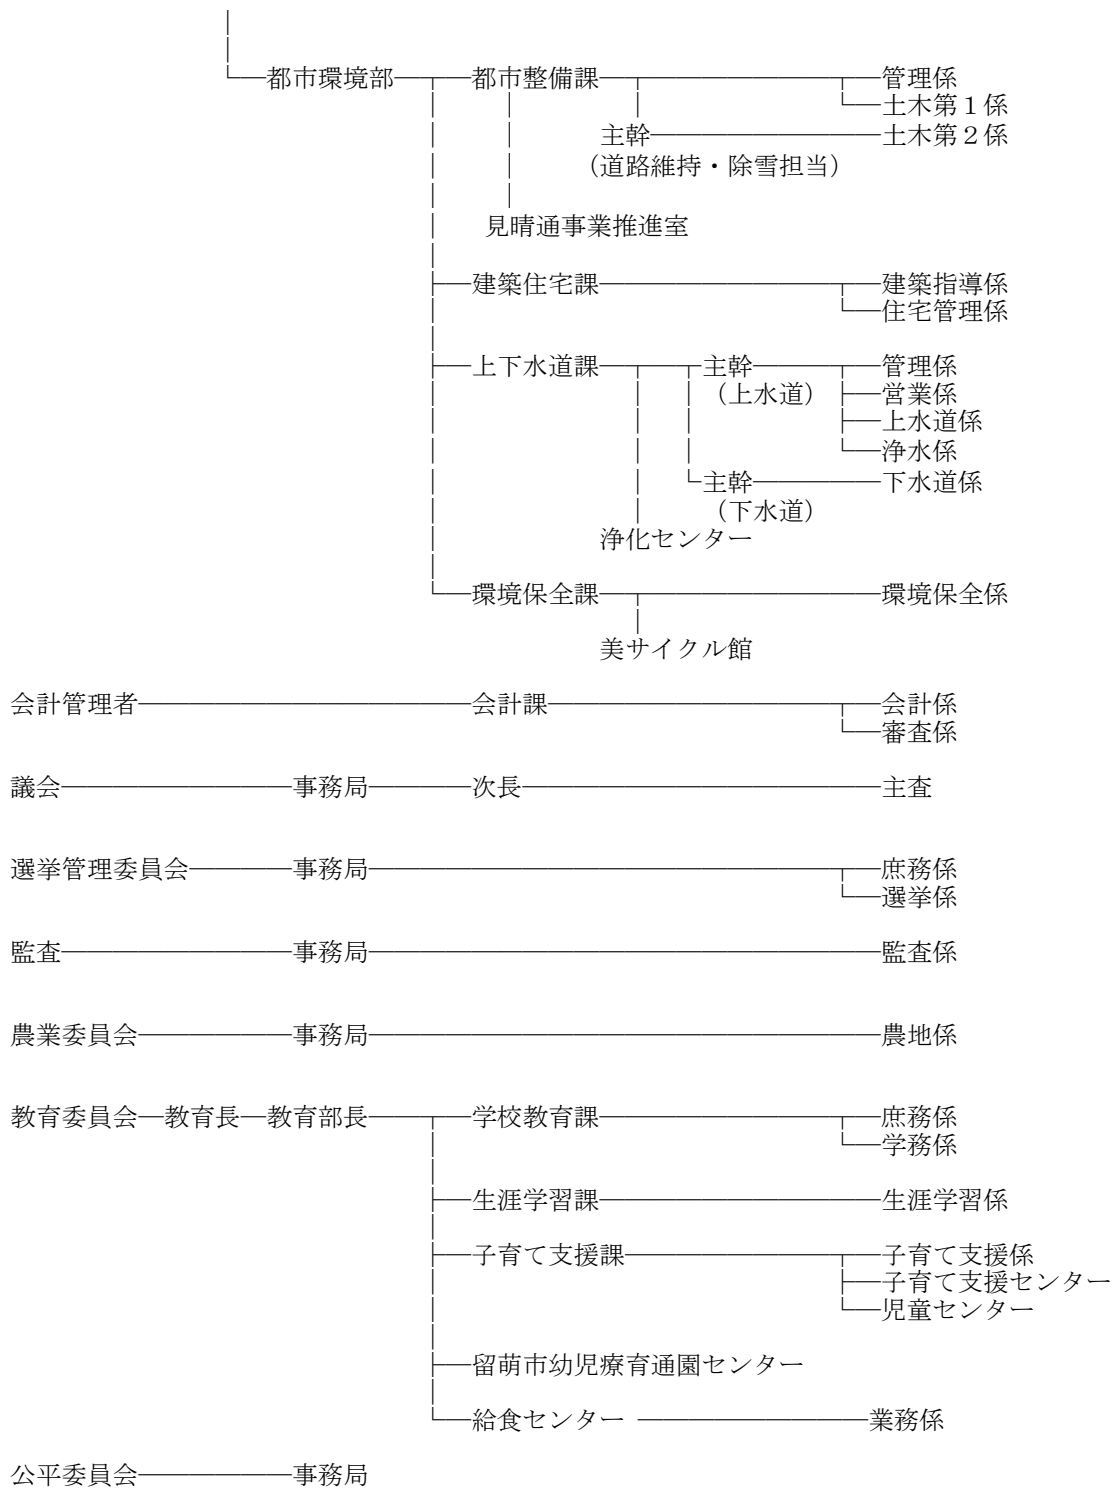 都市環境部 都市整備課 管理係
土木第１係
主幹 土木第２係
（道路維持・除雪担当）
見晴通事業推進室
建築住宅課 建築指導係
住宅管理係
上下水道課 主幹 管理係
（上水道） 営業係
上水道係
浄水係
主幹 下水道係
（下水道）
浄化センター
環境保全課 環境保全係
美サイクル館
会計管理者 会計課 会計係
審査係
議会 事務局 次長 主査
選挙管理委員会 事務局 庶務係
選挙係
監査 事務局 監査係
農業委員会 事務局 農地係
教育委員会 教育長 教育部長 学校教育課 庶務係
学務係
生涯学習課 生涯学習係
子育て支援課 子育て支援係
子育て支援センター
児童センター
留萌市幼児療育通園センター
給食センター 業務係
公平委員会 事務局